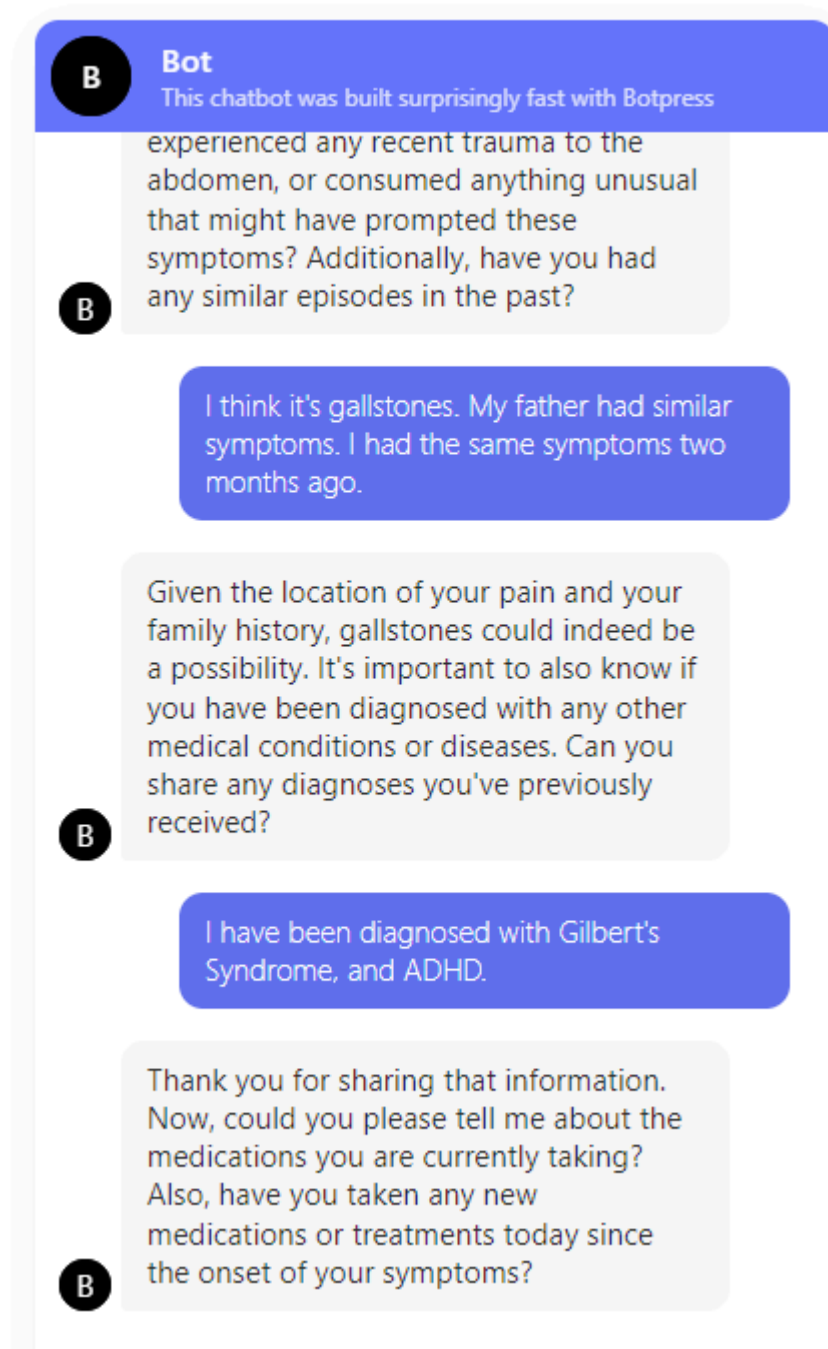 B
Bot
This chatbot was built surprisingly fast with Botpress
experienced any recent trauma to the
abdomen, or consumed anything unusual
that might have prompted these
symptoms? Additionally, have you had
any similar episodes in the past?
B
I think it's gallstones. My father had similar
symptoms. I had the same symptoms two
months ago.
Given the location of your pain and your
family history, gallstones could indeed be
a possibility. It's important to also know if
you have been diagnosed with any other
medical conditions or diseases. Can you
share any diagnoses you've previously
received?
B
I have been diagnosed with Gilbert's
Syndrome, and ADHD.
Thank you for sharing that information.
Now, could you please tell me about the
medications you are currently taking?
Also, have you taken any new
medications or treatments today since
the onset of your symptoms?
B